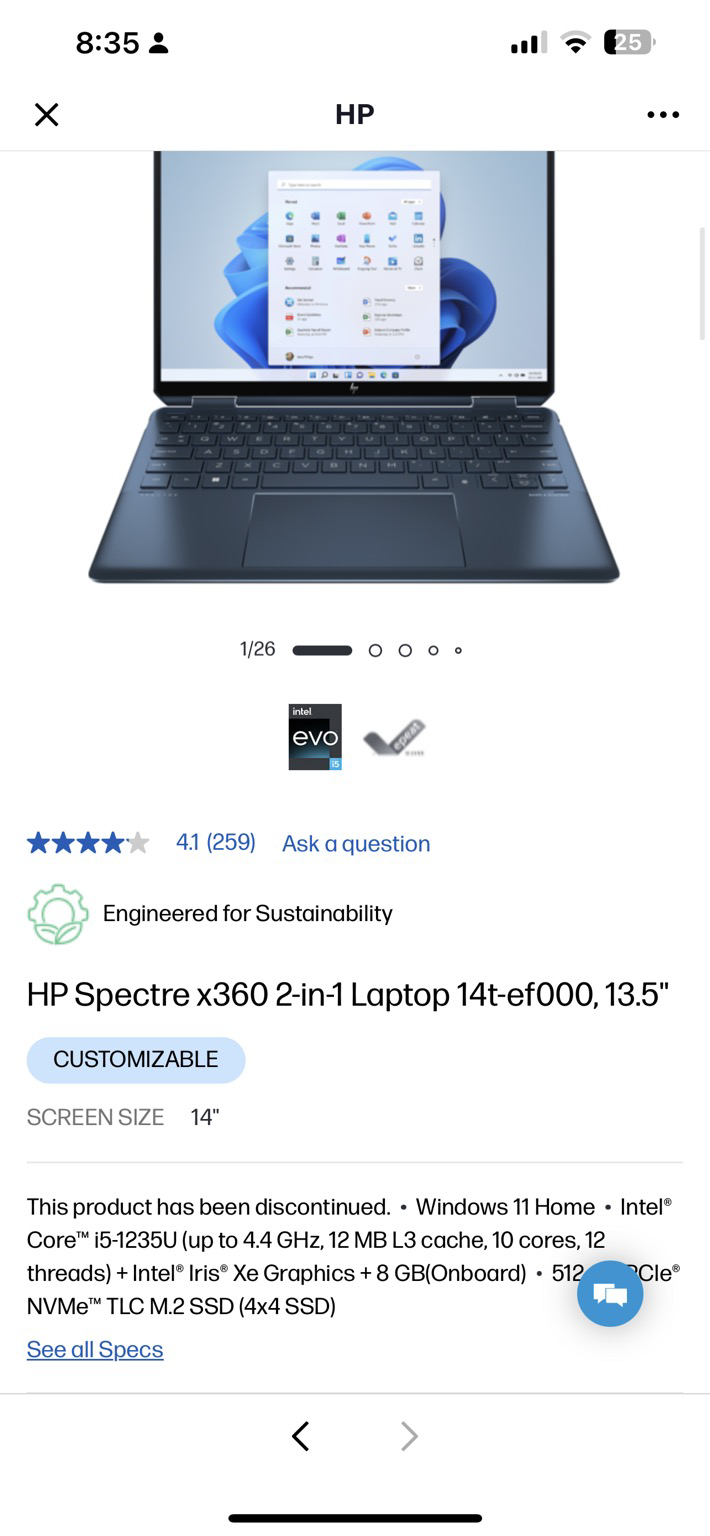 8:35
25
HP
1/26
intel
evo
i5
epeat
4.1 (259) Ask a question
Engineered for Sustainability
HP Spectre x360 2-in-1 Laptop 14t-ef000, 13.5"
CUSTOMIZABLE
SCREEN SIZE 14"
This product has been discontinued. • Windows 11 Home • Intel®
Core™ i5-1235U (up to 4.4 GHz, 12 MB L3 cache, 10 cores, 12
threads) + Intel® Iris® Xe Graphics + 8 GB(Onboard) • 512
NVMe™ TLC M.2 SSD (4x4 SSD)
See all Specs